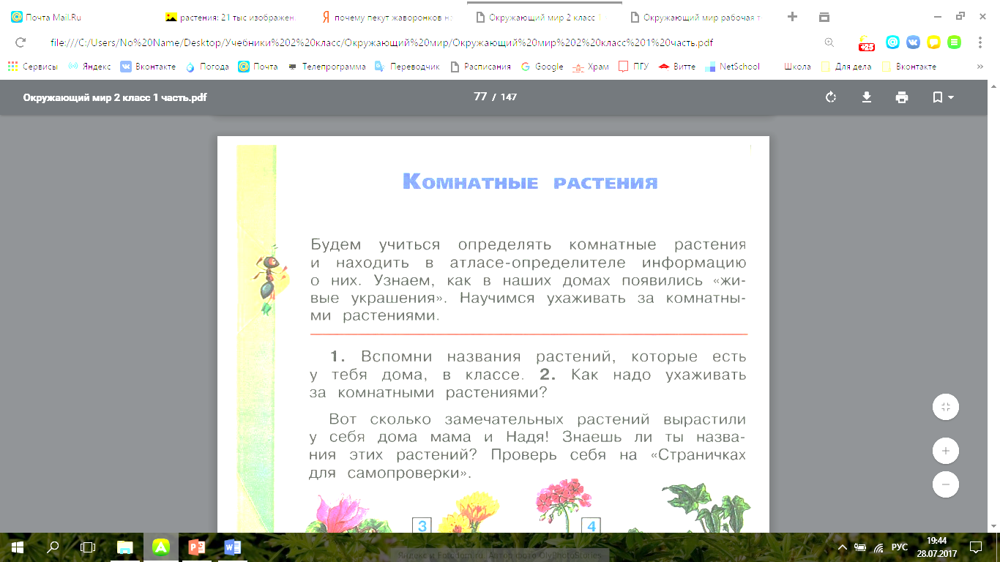 Почта Mail.Ru
растения: 21 тыс изображен
почему пекут жаворонков н
Окружающий мир 2 класс 1
Окружающий мир рабочая т
file:///C:/Users/No%20Name/Desktop/Учебники%202%20класс/Окружающий%20мир/Окружающий%20мир%202%20класс%201%20часть.pdf
+23
Сервисы Яндекс Вконтакте Погода Почта Телепрограмма Переводчик Расписания Google Храм ПГУ Витте NetSchool Школа Для дела Вконтакте »
Окружающий мир 2 класс 1 часть.pdf 77 / 147
Комнатные растения
Будем учиться определять комнатные растения
и находить в атласе-определителе информацию
о них. Узнаем, как в наших домах появились «жи-
вые украшения». Научимся ухаживать за комнатны-
ми растениями.
1. Вспомни названия растений, которые есть
у тебя дома, в классе. 2. Как надо ухаживать
за комнатными растениями?
Вот сколько замечательных растений вырастили
у себя дома мама и Надя! Знаешь ли ты назва-
ния этих растений? Проверь себя на «Страничках
для самопроверки».
3 4
РУС
19:44
28.07.2017